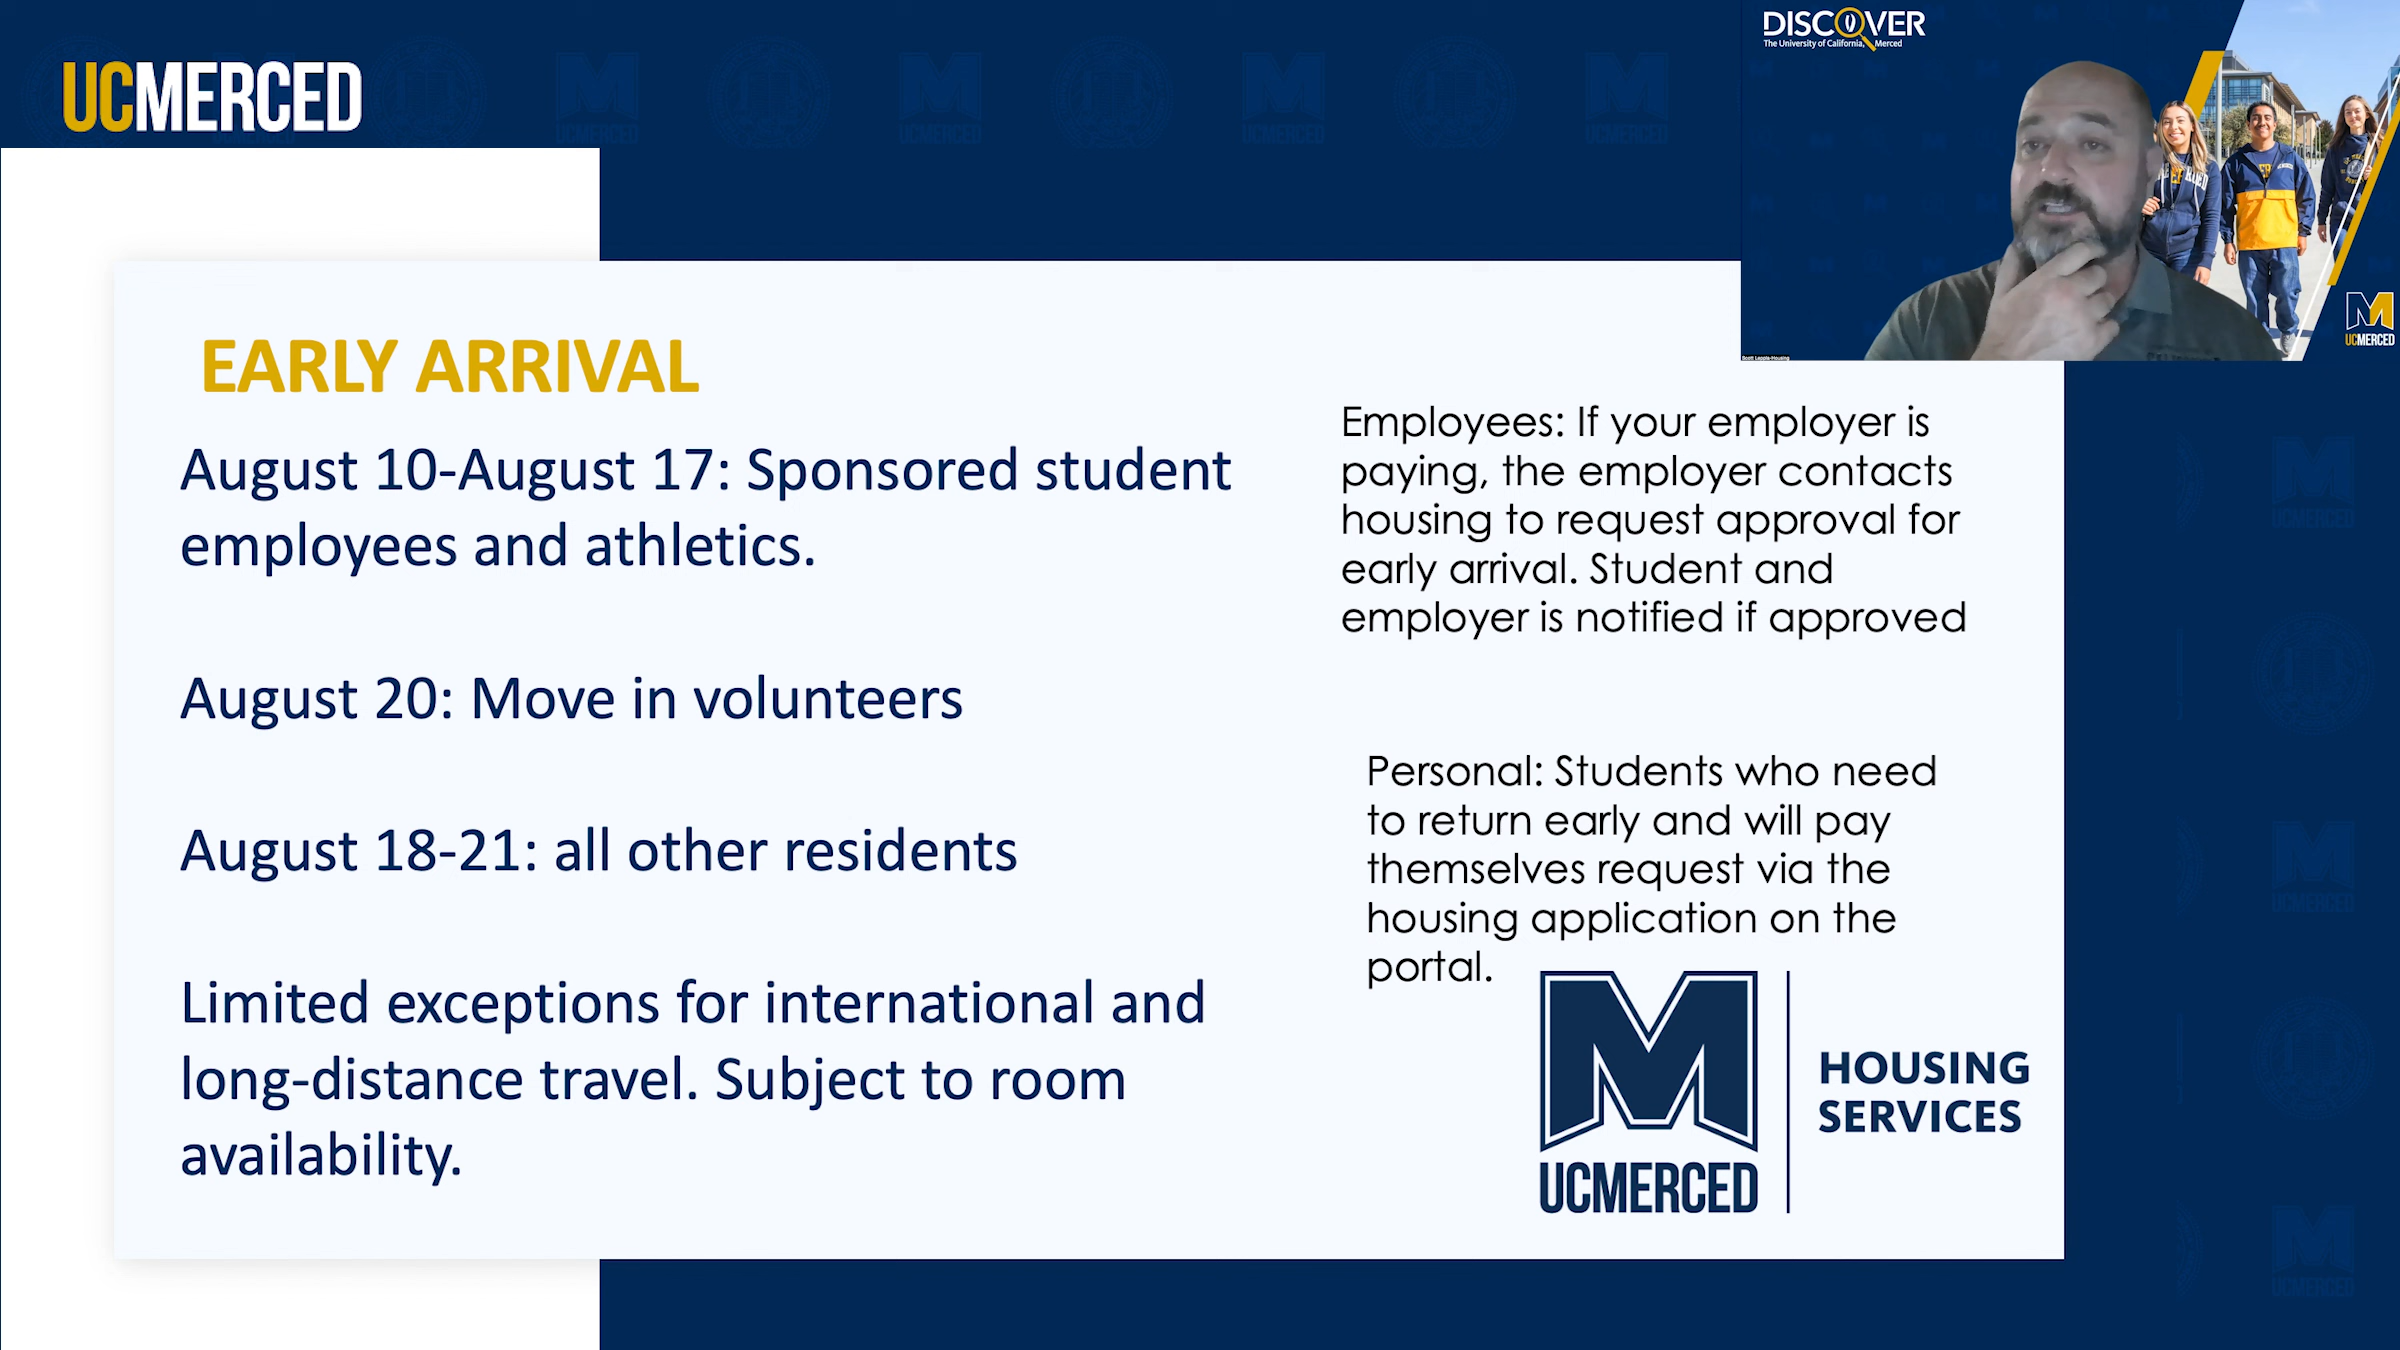 UCMERCED
DISCOVER
The University of California, Merced
UCMERCED
Scott Lappla-Housing
EARLY ARRIVAL
August 10-August 17: Sponsored student
employees and athletics.
August 20: Move in volunteers
August 18-21: all other residents
Limited exceptions for international and
long-distance travel. Subject to room
availability.
Employees: If your employer is
paying, the employer contacts
housing to request approval for
early arrival. Student and
employer is notified if approved
Personal: Students who need
to return early and will pay
themselves request via the
housing application on the
portal.
UCMERCED
HOUSING
SERVICES